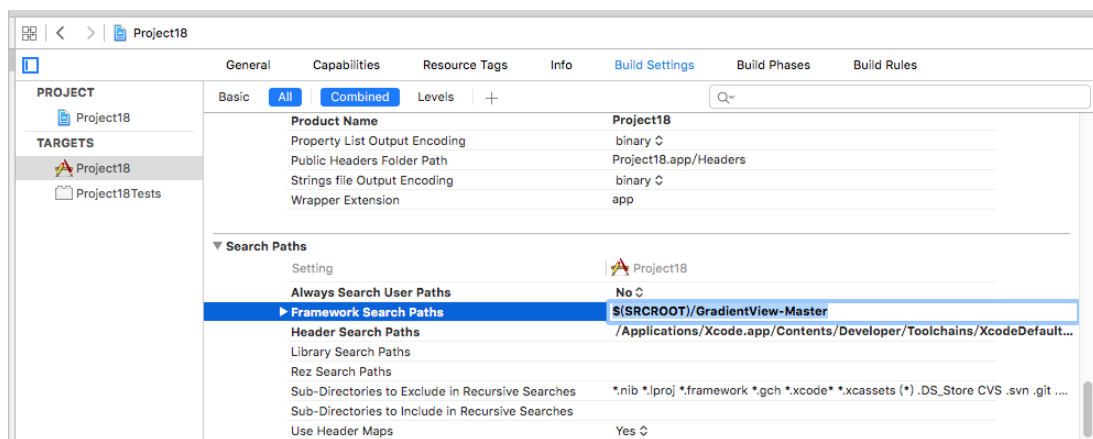 Project18
General Capabilities Resource Tags Info Build Settings Build Phases Build Rules
PROJECT
Project18
TARGETS
Project18
Project18Tests
Basic All Combined Levels +
Product Name Project18
Property List Output Encoding binary
Public Headers Folder Path Project18.app/Headers
Strings file Output Encoding binary
Wrapper Extension app
Search Paths
Setting Project18
Always Search User Paths No
Framework Search Paths $(SRCROOT)/GradientView-Master
Header Search Paths /Applications/Xcode.app/Contents/Developer/Toolchains/XcodeDefault...
Library Search Paths
Rez Search Paths
Sub-Directories to Exclude in Recursive Searches *.nib *.lproj *.framework *.gch *.xcode* *.xcassets (*) .DS_Store CVS .svn .git ....
Sub-Directories to Include in Recursive Searches
Use Header Maps Yes